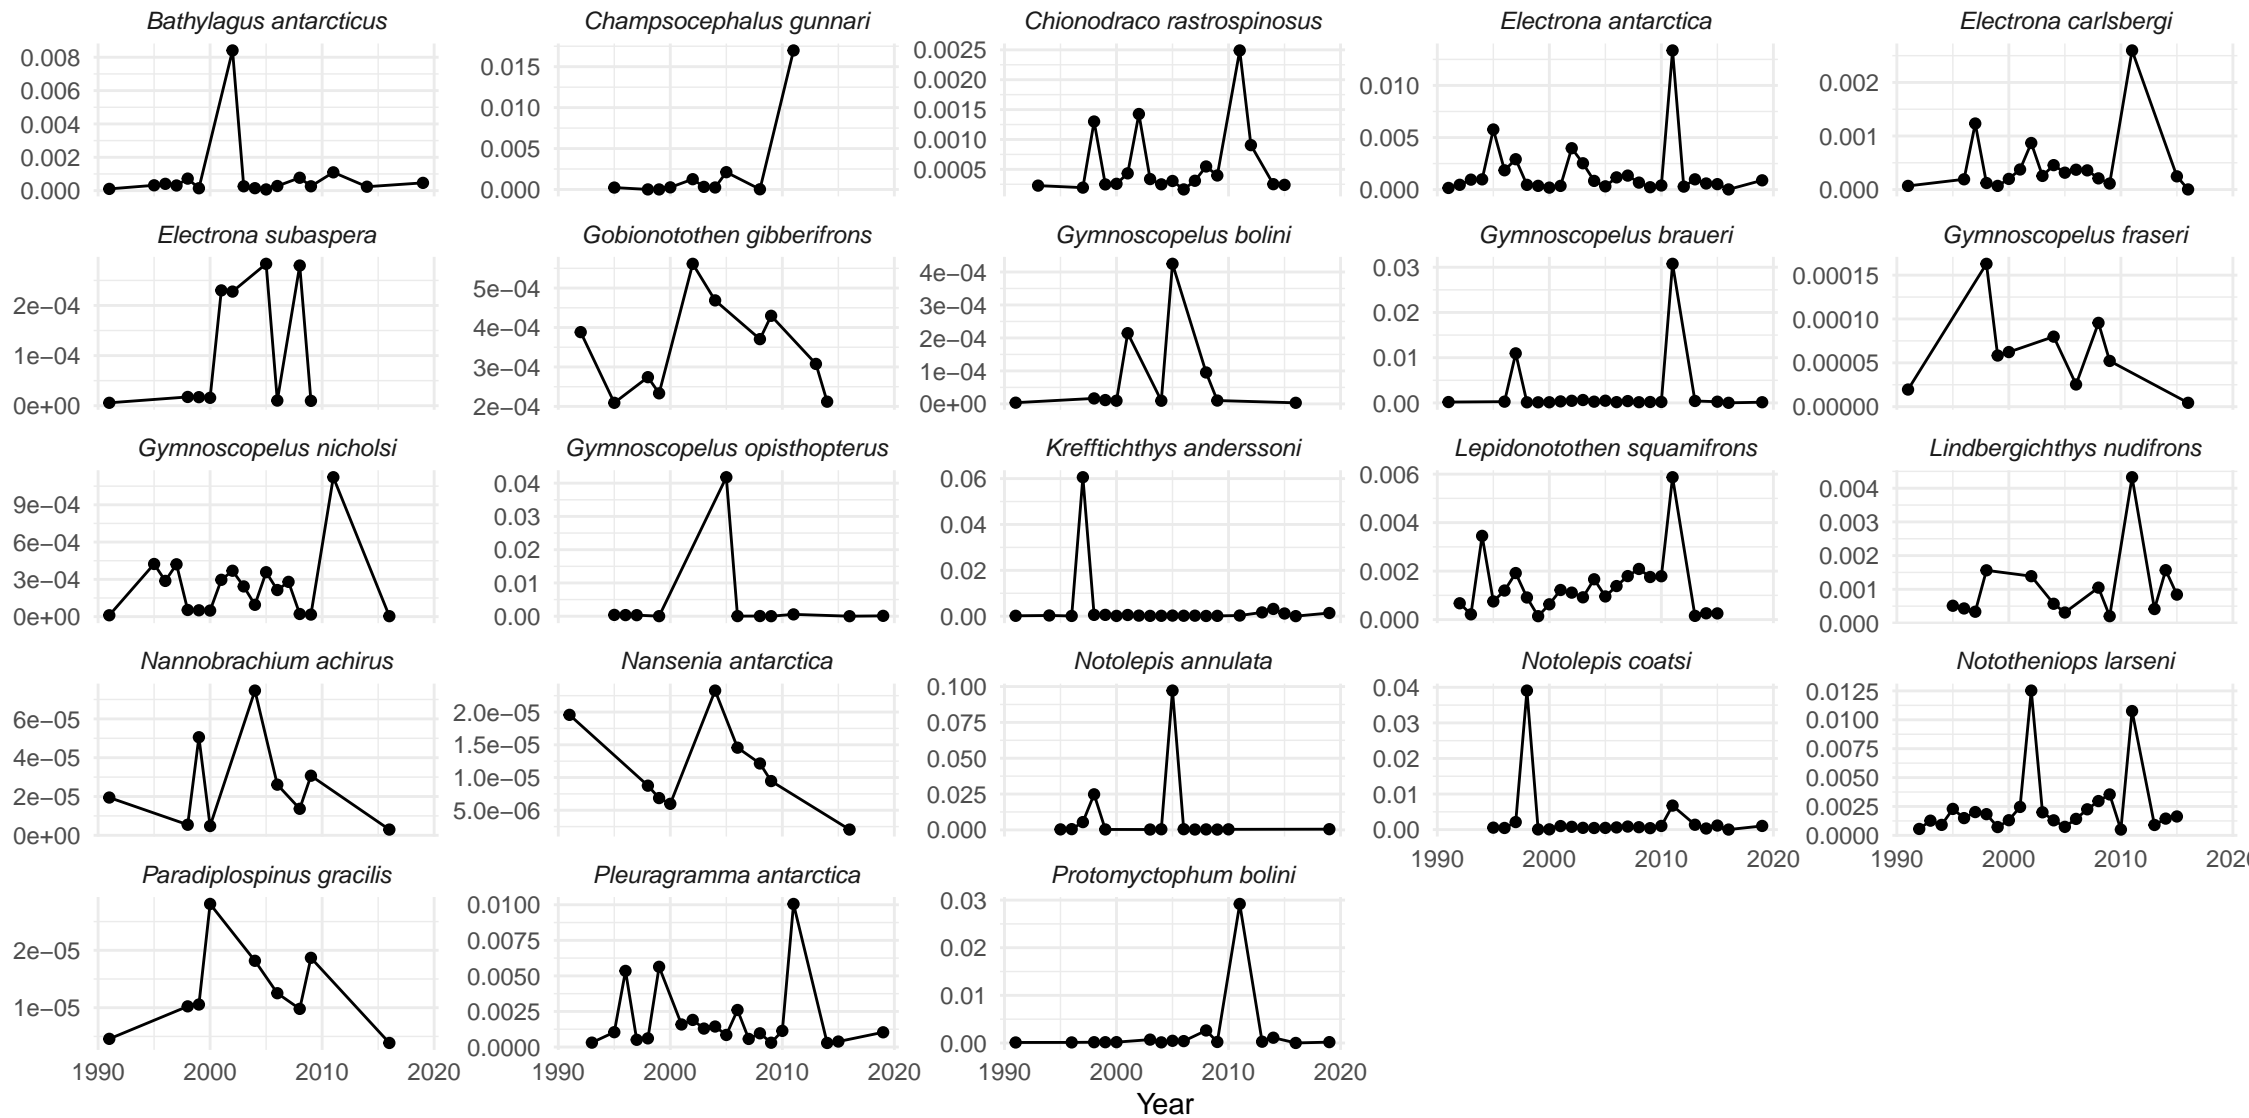 Bathylagus antarcticus Champsocephalus gunnari Chionodraco rastrospinosus Electrona antarctica Electrona carlsbergi
0.008 0.006 0.004 0.002 0.000
0.015 0.010 0.005 0.000
0.0025 0.0020 0.0015 0.0010 0.0005
0.010 0.005 0.000
0.002 0.001 0.000
Electrona subaspera Gobionotothen gibberifrons Gymnoscopelus bolini Gymnoscopelus braueri Gymnoscopelus fraseri
2e−04 1e−04 0e+00
5e−04 4e−04 3e−04 2e−04
4e−04 3e−04 2e−04 1e−04 0e+00
0.03 0.02 0.01 0.00
0.00015 0.00010 0.00005 0.00000
Gymnoscopelus nicholsi Gymnoscopelus opisthopterus Krefftichthys anderssoni Lepidonotothen squamifrons Lindbergichthys nudifrons
9e−04 6e−04 3e−04 0e+00
0.04 0.03 0.02 0.01 0.00
0.06 0.04 0.02 0.00
0.006 0.004 0.002 0.000
0.004 0.003 0.002 0.001 0.000
Nannobrachium achirus Nansenia antarctica Notolepis annulata Notolepis coatsi Nototheniops larseni
6e−05 4e−05 2e−05 0e+00
2.0e−05 1.5e−05 1.0e−05 5.0e−06
0.100 0.075 0.050 0.025 0.000
0.04 0.03 0.02 0.01 0.00
0.0125 0.0100 0.0075 0.0050 0.0025 0.0000
1990 2000 2010 2020 1990 2000 2010 202
Paradiplospinus gracilis Pleuragramma antarctica Protomyctophum bolini
2e−05 1e−05
0.0100 0.0075 0.0050 0.0025 0.0000
0.03 0.02 0.01 0.00
1990 2000 2010 2020 1990 2000 2010 2020 1990 2000 2010 2020
Year